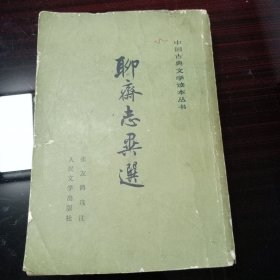 中国古典文学读本丛书
聊齋志異選
张友鹤选注
人民文学出版社